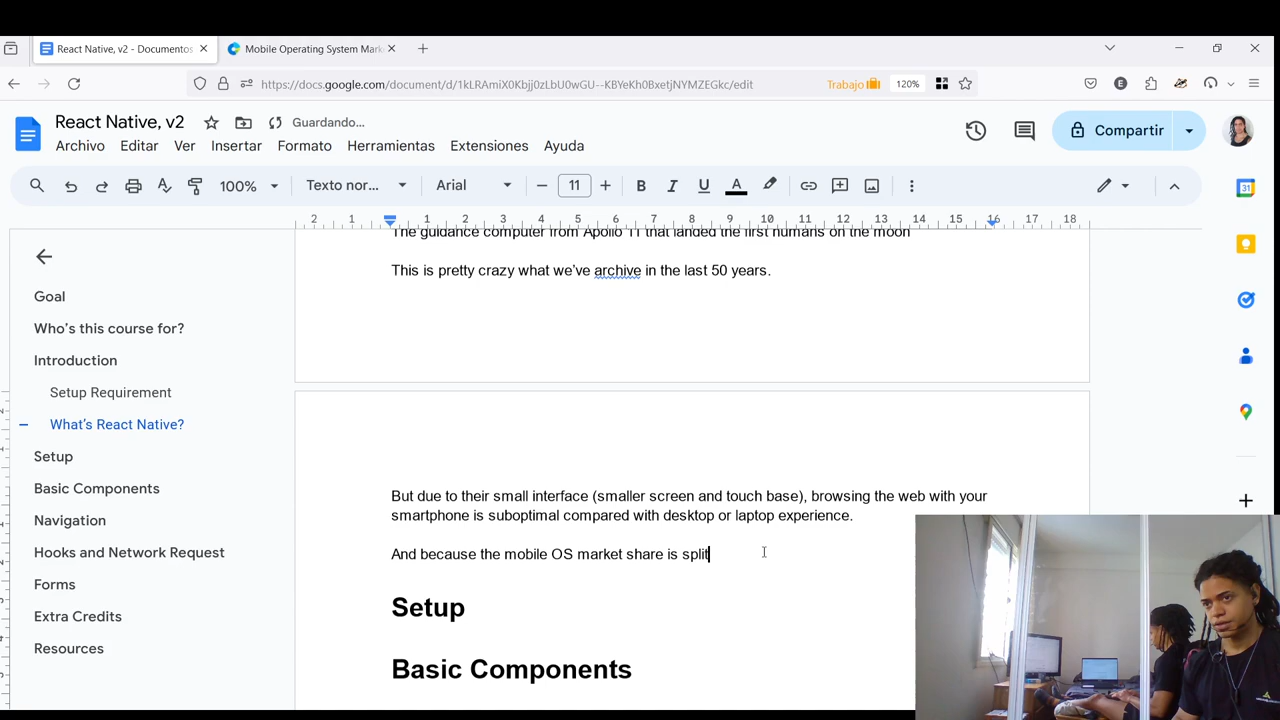 React Native, v2 - Documentos
Mobile Operating System Mark
https://docs.google.com/document/d/1kLRAmiX0Kbjj0zLbU0wGU--KBYeKh0BxetjNYMZEGkc/edit
Trabajo
120%
React Native, v2
Guardando…
Archivo Editar Ver Insertar Formato Herramientas Extensiones Ayuda
Compartir
100% Texto nor... Arial 11 B I U A
2 1 1 2 3 4 5 6 7 8 9 10 11 12 13 14 15 16 17 18
Goal
Who's this course for?
Introduction
Setup Requirement
What's React Native?
Setup
Basic Components
Navigation
Hooks and Network Request
Forms
Extra Credits
Resources
The guidance computer from Apollo 11 that landed the first humans on the moon
This is pretty crazy what we've archive in the last 50 years.
But due to their small interface (smaller screen and touch base), browsing the web with your
smartphone is suboptimal compared with desktop or laptop experience.
And because the mobile OS market share is split
Setup
Basic Components